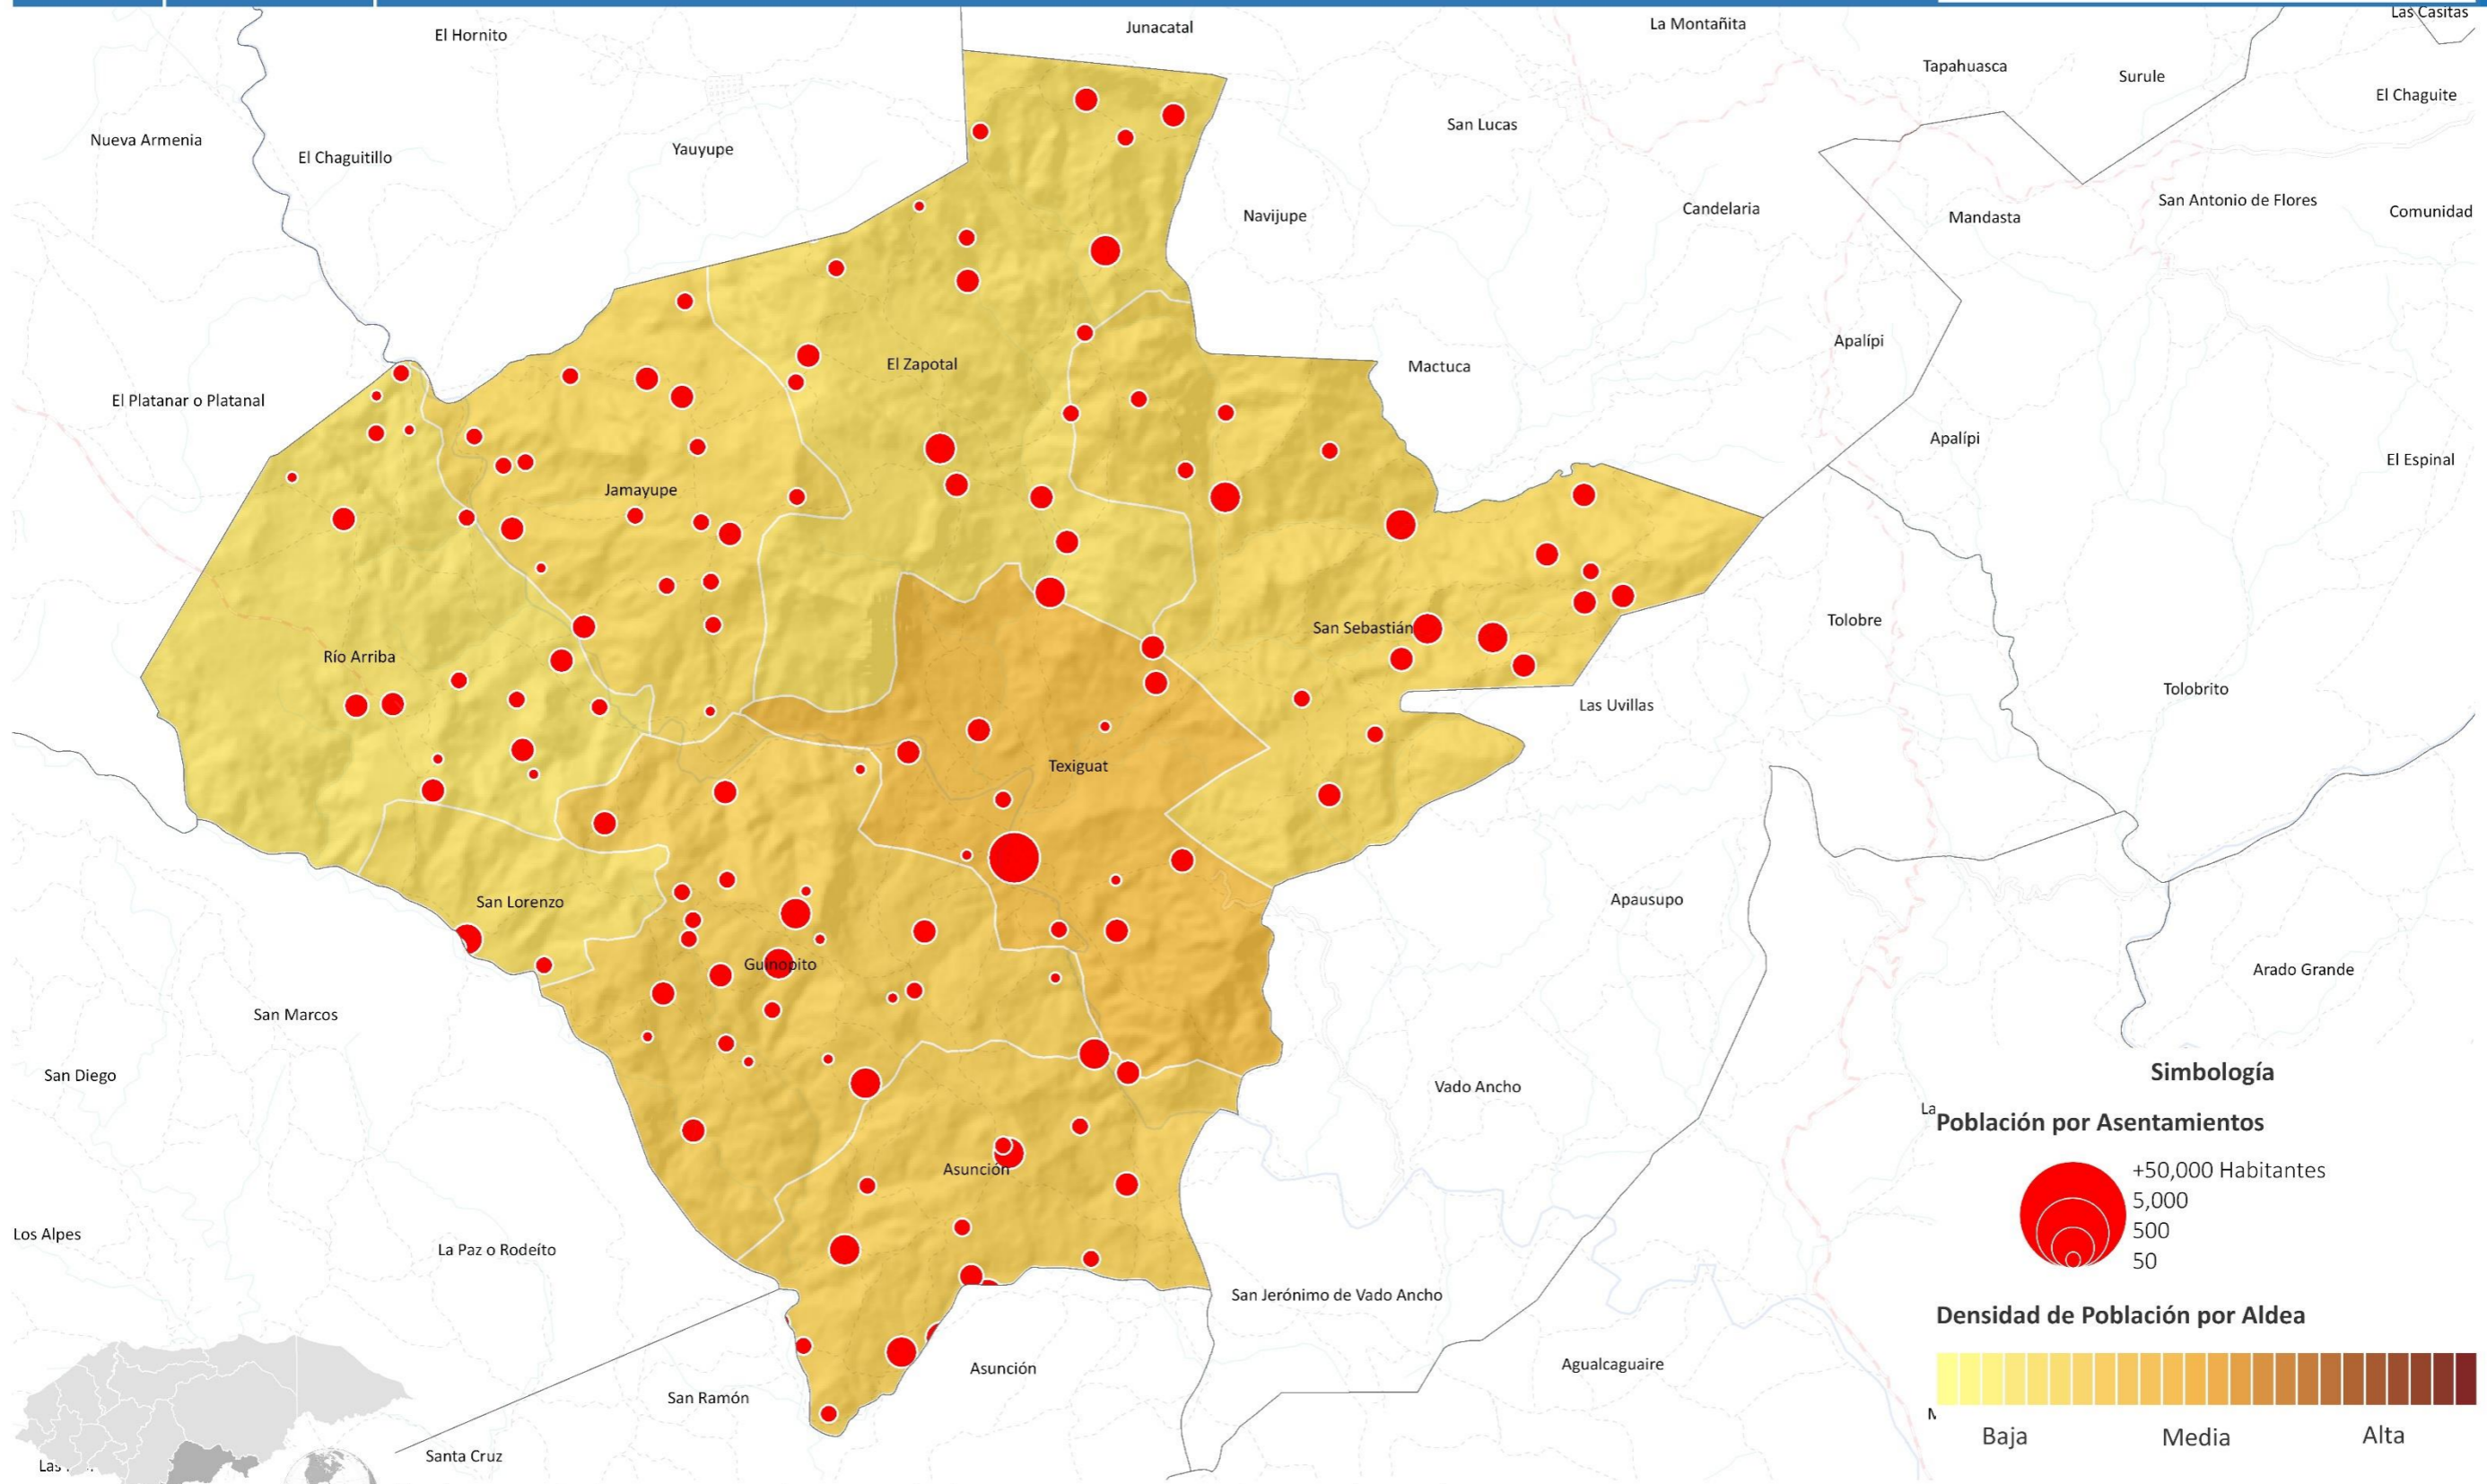 Las Casitas
Junacatal
La Montañita
El Hornito
Tapahuasca
Surule
El Chaguite
San Lucas
Nueva Armenia
Yauyupe
El Chaguitillo
San Antonio de Flores
Candelaria
Comunidad
Navijupe
Mandasta
Apalípi
El Zapotal
Mactuca
El Platanar o Platanal
Apalípi
El Espinal
Jamayupe
Tolobre
San Sebastián
Río Arriba
Tolobrito
Las Uvillas
Texiguat
San Lorenzo
Apausupo
Guinopito
Arado Grande
San Marcos
San Diego
Vado Ancho
Simbología
La
Población por Asentamientos
+50,000 Habitantes
5,000
500
50
Asunción
Los Alpes
La Paz o Rodeíto
San Jerónimo de Vado Ancho
Densidad de Población por Aldea
Agualcaguaire
Asunción
San Ramón
Baja
Media
Alta
Santa Cruz
Las